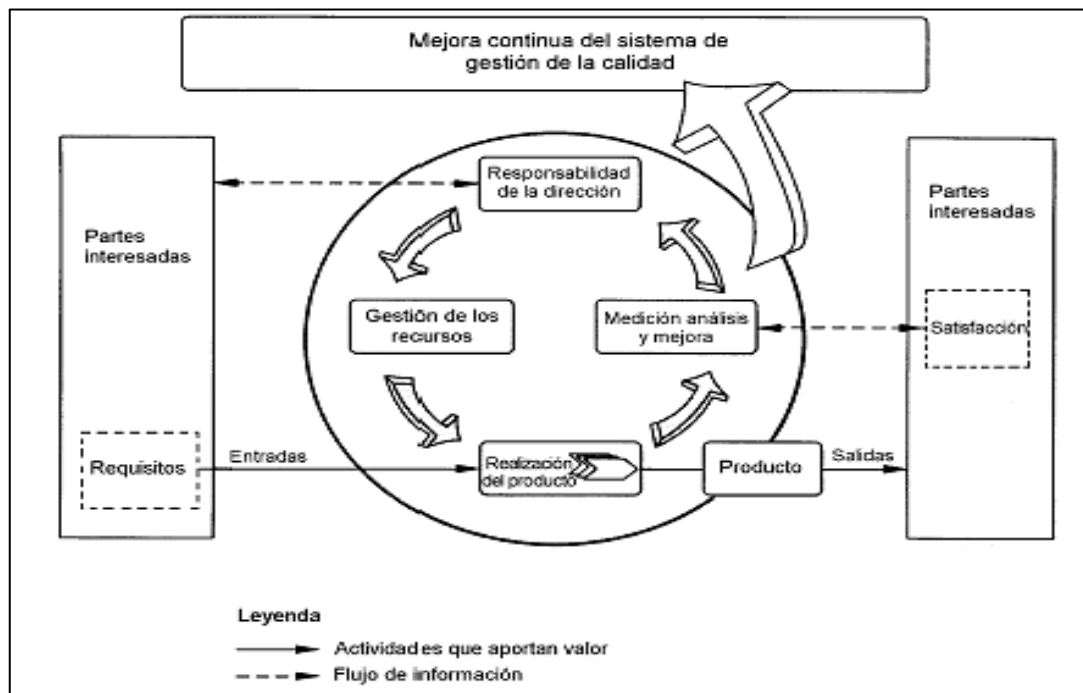 Mejora continua del sistema de
gestión de la calidad
Responsabilidad
de la dirección
Partes
interesadas
Partes
interesadas
Gestión de los
recursos
Medición análisis
y mejora
Satisfacción
Requisitos
Entradas
Realización
del producto
Producto
Salidas
Leyenda
Actividades que aportan valor
Flujo de información